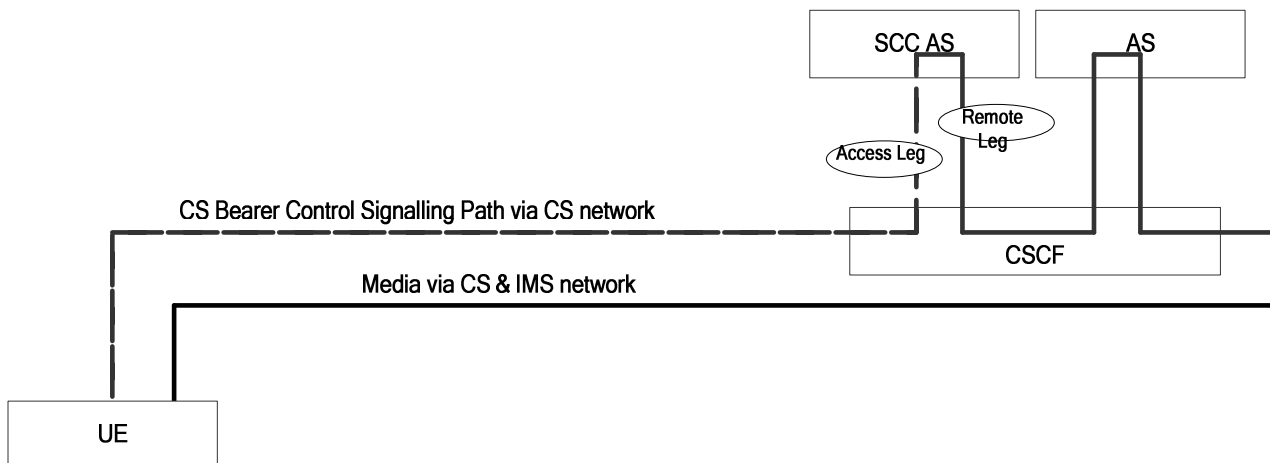 SCC AS
AS
Remote
Leg
Access Leg
CS Bearer Control Signalling Path via CS network
CSCF
Media via CS & IMS network
UE